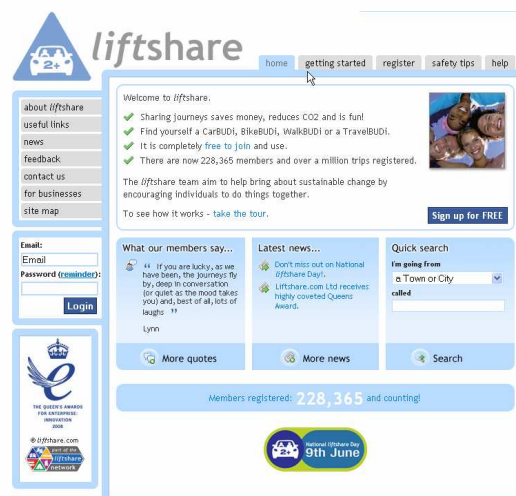 2+
liftshare
home getting started register safety tips help
about liftshare
useful links
news
feedback
contact us
for businesses
site map
Email:
Email
Password (reminder):
Login
THE QUEEN'S AWARDS
FOR ENTERPRISE:
INNOVATION
2008
® liftshare.com
part of the
liftshare
network
Welcome to liftshare.
Sharing journeys saves money, reduces CO2 and is fun!
Find yourself a CarBUDi, BikeBUDi, WalkBUDi or a TravelBUDi.
It is completely free to join and use.
There are now 228,365 members and over a million trips registered.
The liftshare team aim to help bring about sustainable change by
encouraging individuals to do things together.
To see how it works - take the tour.
Sign up for FREE
What our members say...
“ If you are lucky, as we
have been, the journeys fly
by, deep in conversation
(or quiet as the mood takes
you) and, best of all, lots of
laughs ”
Lynn
More quotes
Latest news...
Don't miss out on National
liftshare Day!.
Liftshare.com Ltd receives
highly coveted Queens
Award.
More news
Quick search
I'm going from
a Town or City
called
Search
Members registered: 228,365 and counting!
2+
National liftshare Day
9th June